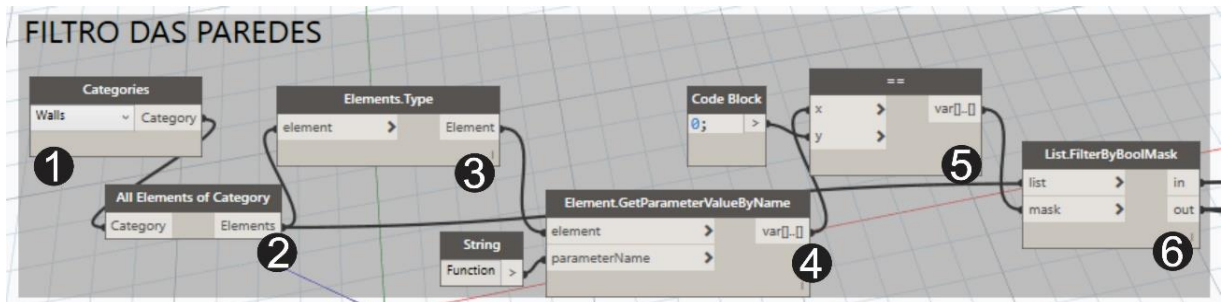 FILTRO DAS PAREDES
Categories
Walls
Category
1
All Elements of Category
Category
Elements
2
Elements.Type
element
>
Element
3
String
Function
>
Element.GetParameterValueByName
element
>
var[]..[]
parameterName
>
4
Code Block
0;
>
==
x
>
var[]..[]
y
>
5
List.FilterByBoolMask
list
>
in
mask
>
out
6